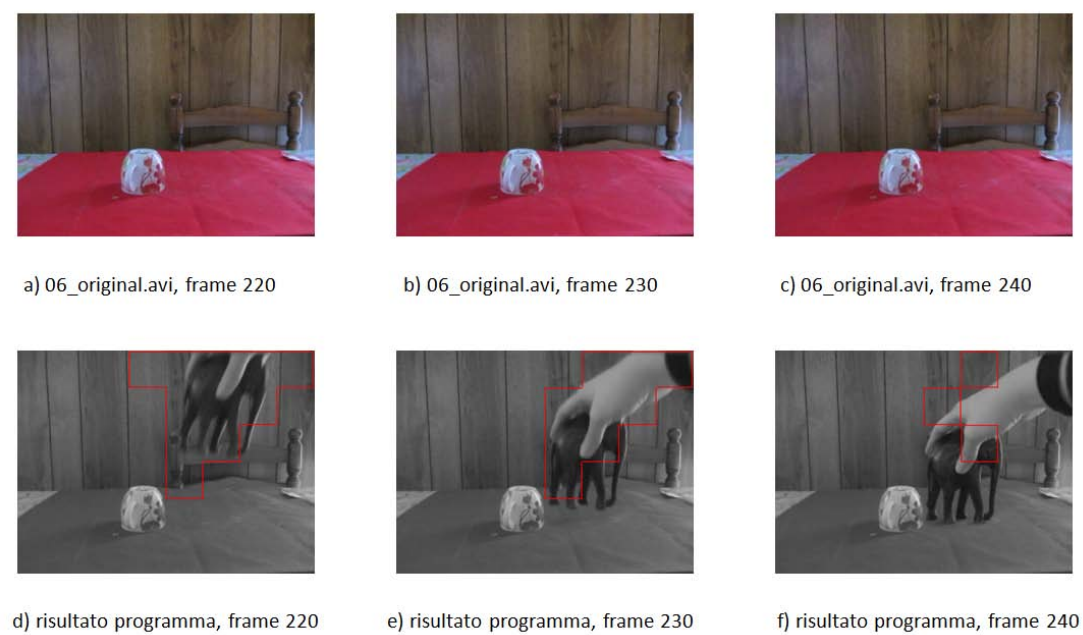 a) 06_original.avi, frame 220
b) 06_original.avi, frame 230
c) 06_original.avi, frame 240
d) risultato programma, frame 220
e) risultato programma, frame 230
f) risultato programma, frame 240